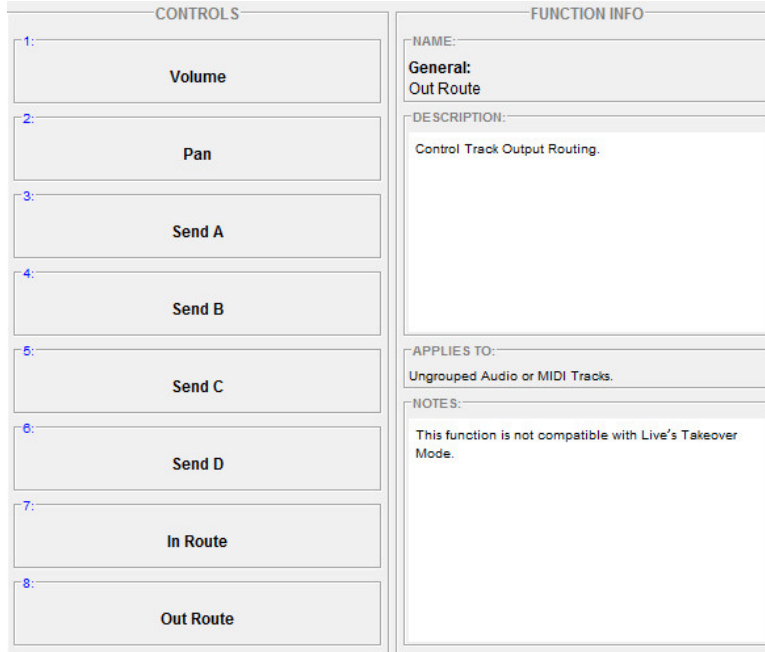 CONTROLS
1:
Volume
2:
Pan
3:
Send A
4:
Send B
5:
Send C
6:
Send D
7:
In Route
8:
Out Route
FUNCTION INFO
NAME:
General:
Out Route
DESCRIPTION:
Control Track Output Routing.
APPLIES TO:
Ungrouped Audio or MIDI Tracks.
NOTES:
This function is not compatible with Live's Takeover
Mode.